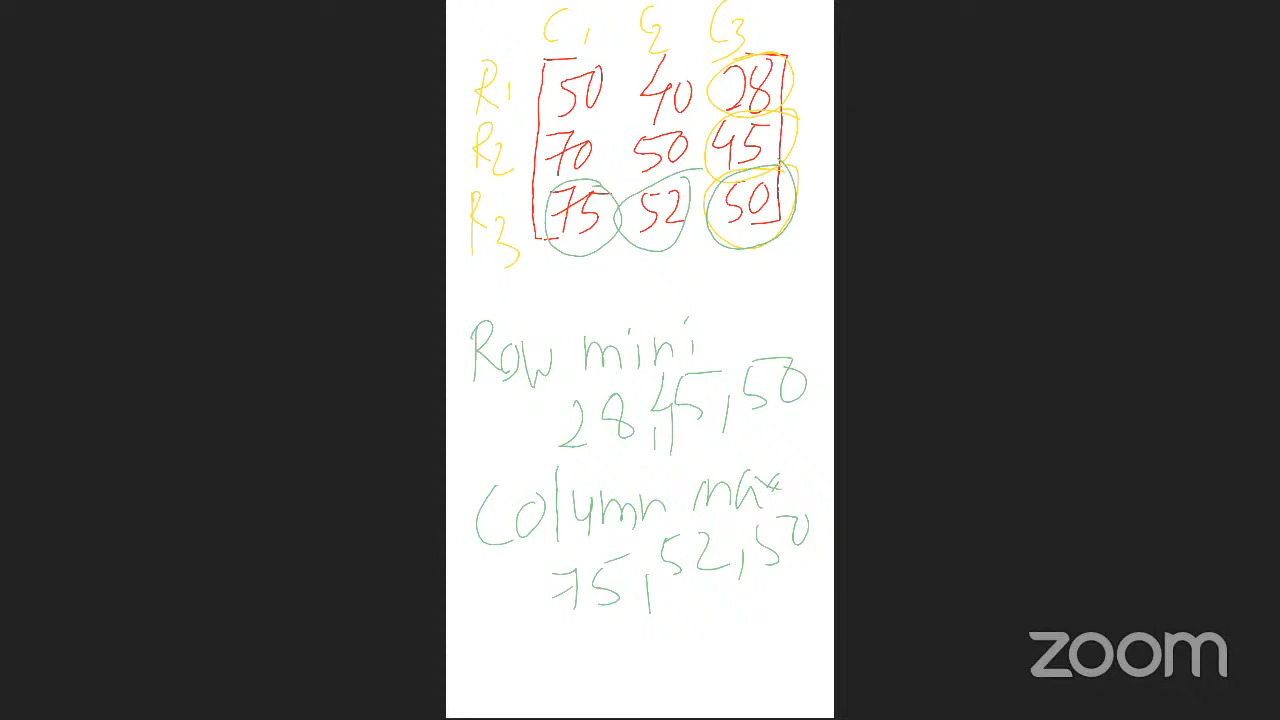 C1 C2 C3
R1 50 40 28
R2 70 50 45
R3 75 52 50
Row mini
28,45,50
Column max
75,52,50
zoom